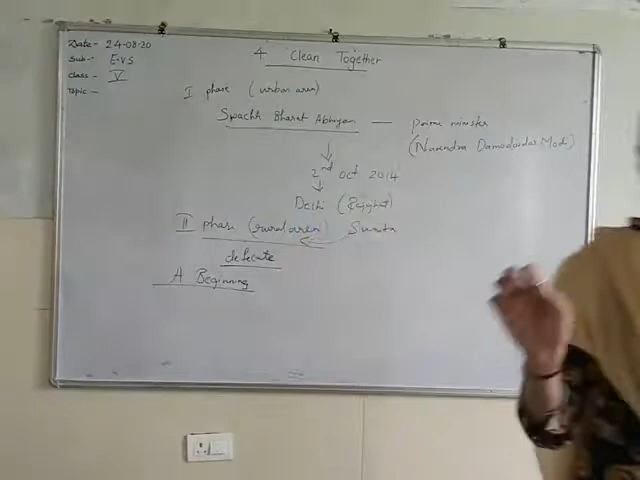 Date- 24-08-20
Sub-: E.V.S
class - V
Topic -
4 Clean Together
I phase (urban area)
Swachh Bharat Abhiyan — prime minister
(Narendra Damodardas Modi)
2nd Oct 2014
Delhi (Rajghat)
II phase (rural area) Sunita
defecate
A Beginning